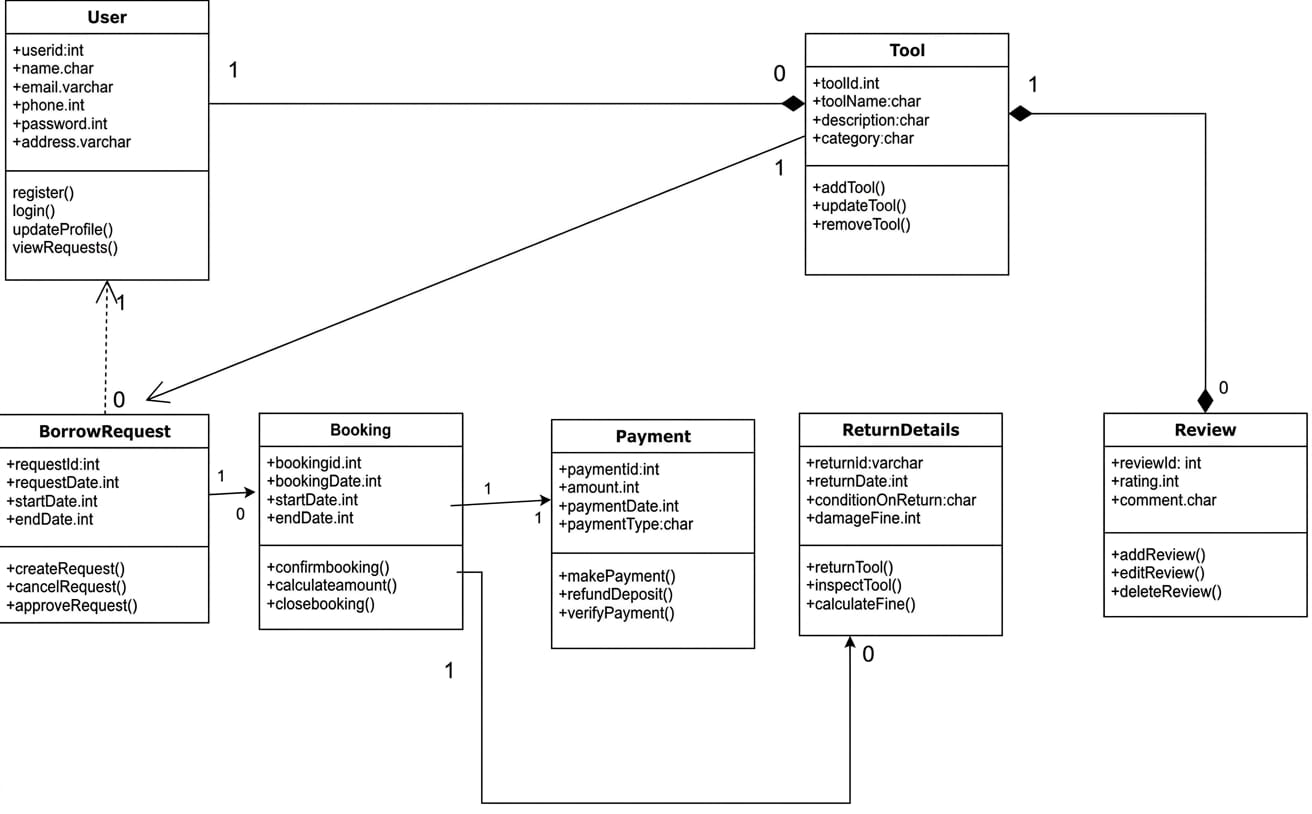 User
+userid:int
+name.char
+email.varchar
+phone.int
+password.int
+address.varchar
register()
login()
updateProfile()
viewRequests()
1
0
Tool
+toolId.int
+toolName:char
+description:char
+category:char
+addTool()
+updateTool()
+removeTool()
1
1
1
0
0
BorrowRequest
+requestId:int
+requestDate.int
+startDate.int
+endDate.int
+createRequest()
+cancelRequest()
+approveRequest()
1
0
Booking
+bookingid.int
+bookingDate.int
+startDate.int
+endDate.int
+confirmbooking()
+calculateamount()
+closebooking()
1
1
Payment
+paymentId:int
+amount.int
+paymentDate.int
+paymentType:char
+makePayment()
+refundDeposit()
+verifyPayment()
ReturnDetails
+returnId:varchar
+returnDate.int
+conditionOnReturn:char
+damageFine.int
+returnTool()
+inspectTool()
+calculateFine()
Review
+reviewId: int
+rating.int
+comment.char
+addReview()
+editReview()
+deleteReview()
1
0